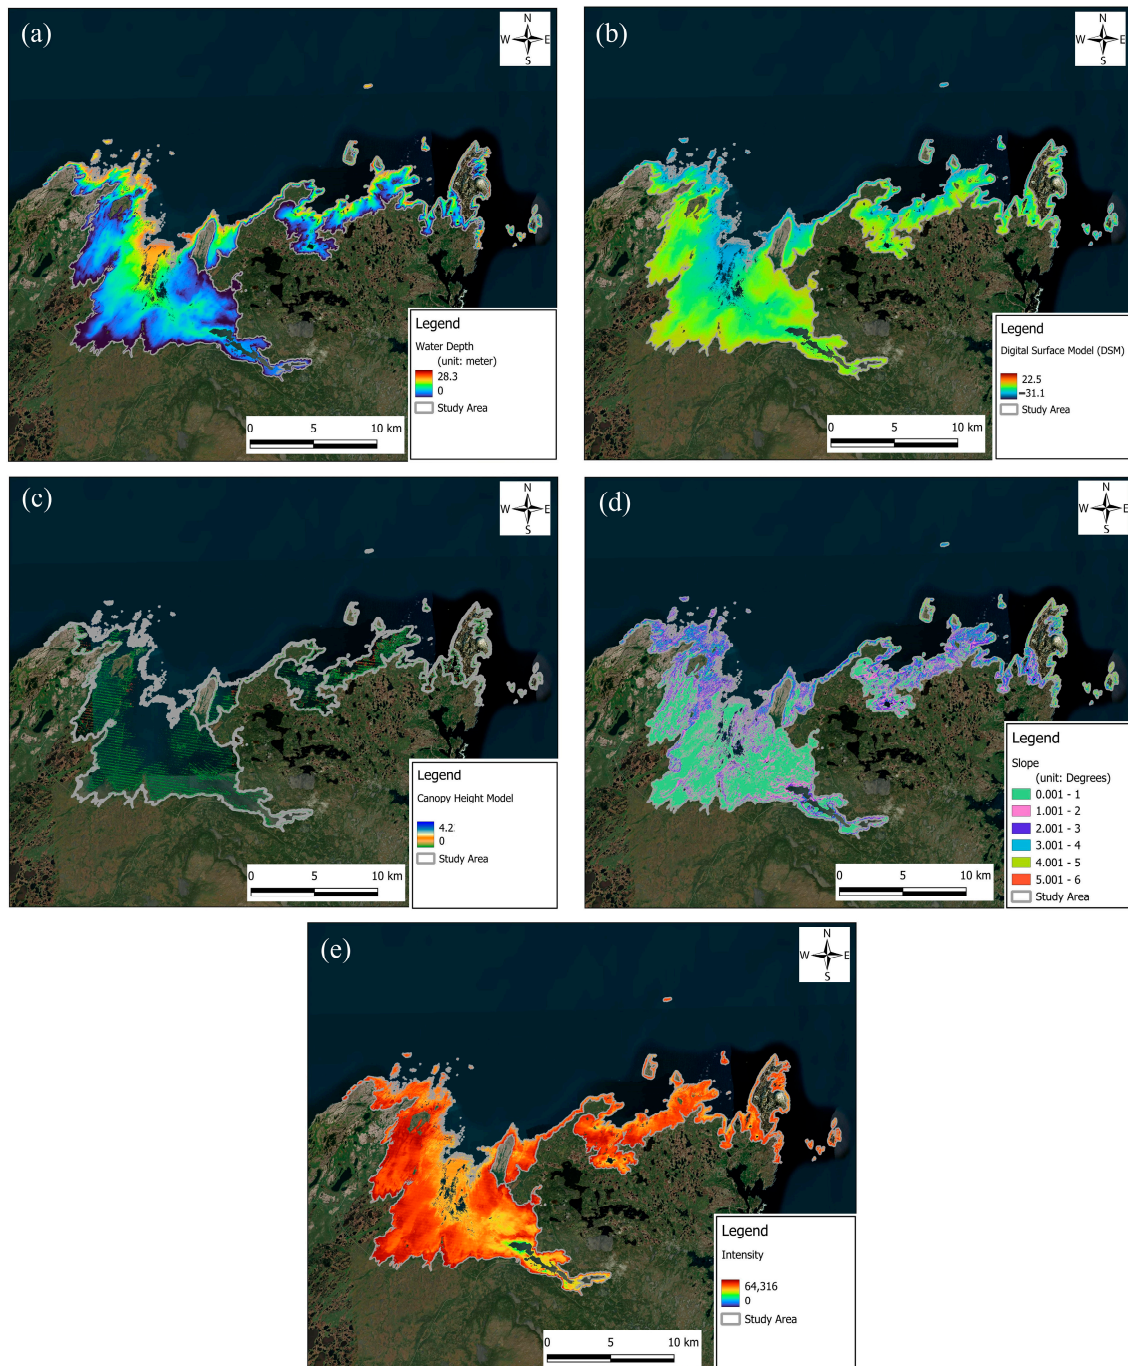 (a)
N
W E
S
Legend
Water Depth
(unit: meter)
28.3
0
Study Area
0 5 10 km
(b)
N
W E
S
Legend
Digital Surface Model (DSM)
22.5
−31.1
Study Area
0 5 10 km
(c)
N
W E
S
Legend
Canopy Height Model
4.2
0
Study Area
0 5 10 km
(d)
N
W E
S
Legend
Slope
(unit: Degrees)
0.001 - 1
1.001 - 2
2.001 - 3
3.001 - 4
4.001 - 5
5.001 - 6
Study Area
0 5 10 km
(e)
N
W E
S
Legend
Intensity
64,316
0
Study Area
0 5 10 km